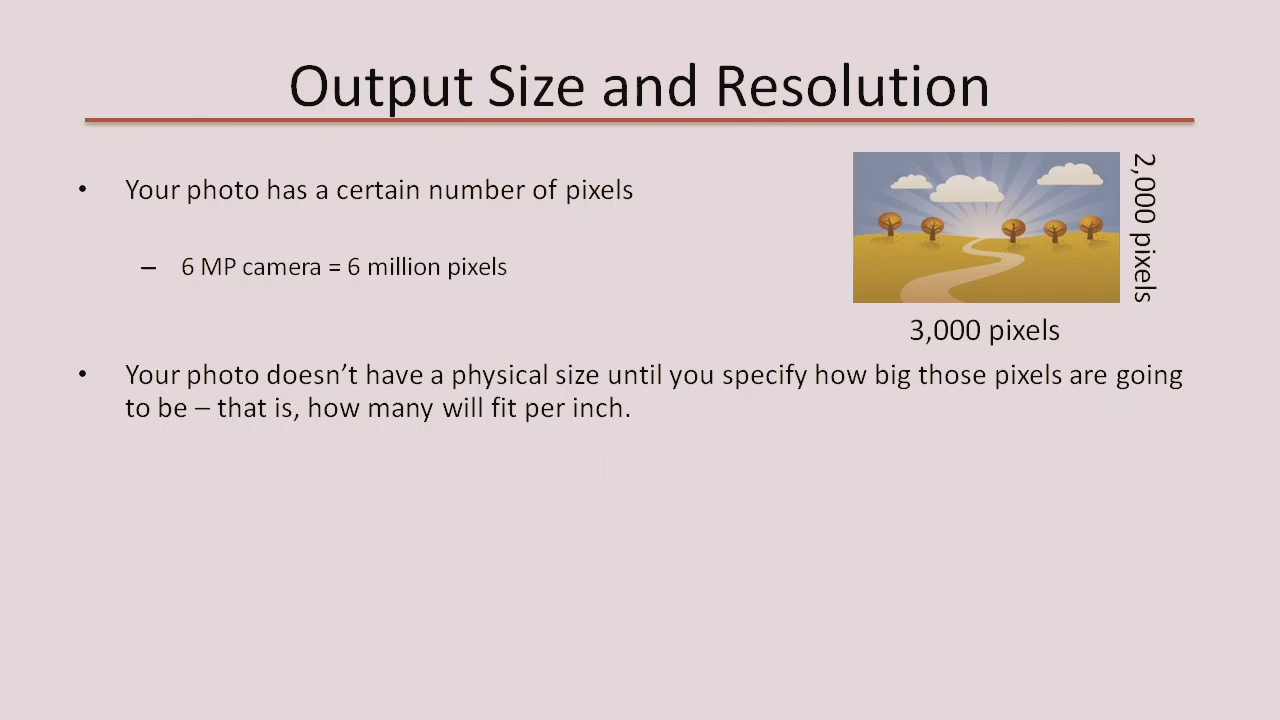 Output Size and Resolution
• Your photo has a certain number of pixels
– 6 MP camera = 6 million pixels
2,000 pixels
3,000 pixels
• Your photo doesn’t have a physical size until you specify how big those pixels are going
to be – that is, how many will fit per inch.